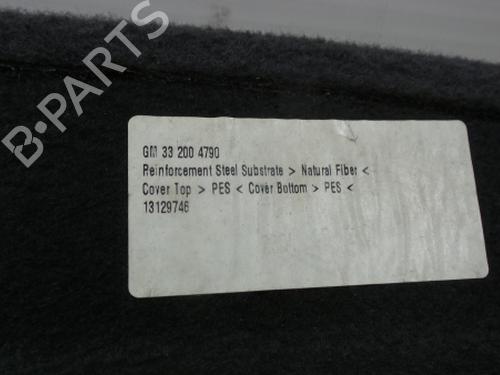 B-PARTS
GM 33 200 4790
Reinforcement Steel Substrate > Natural Fiber <
Cover Top > PES < Cover Bottom > PES <
13129746